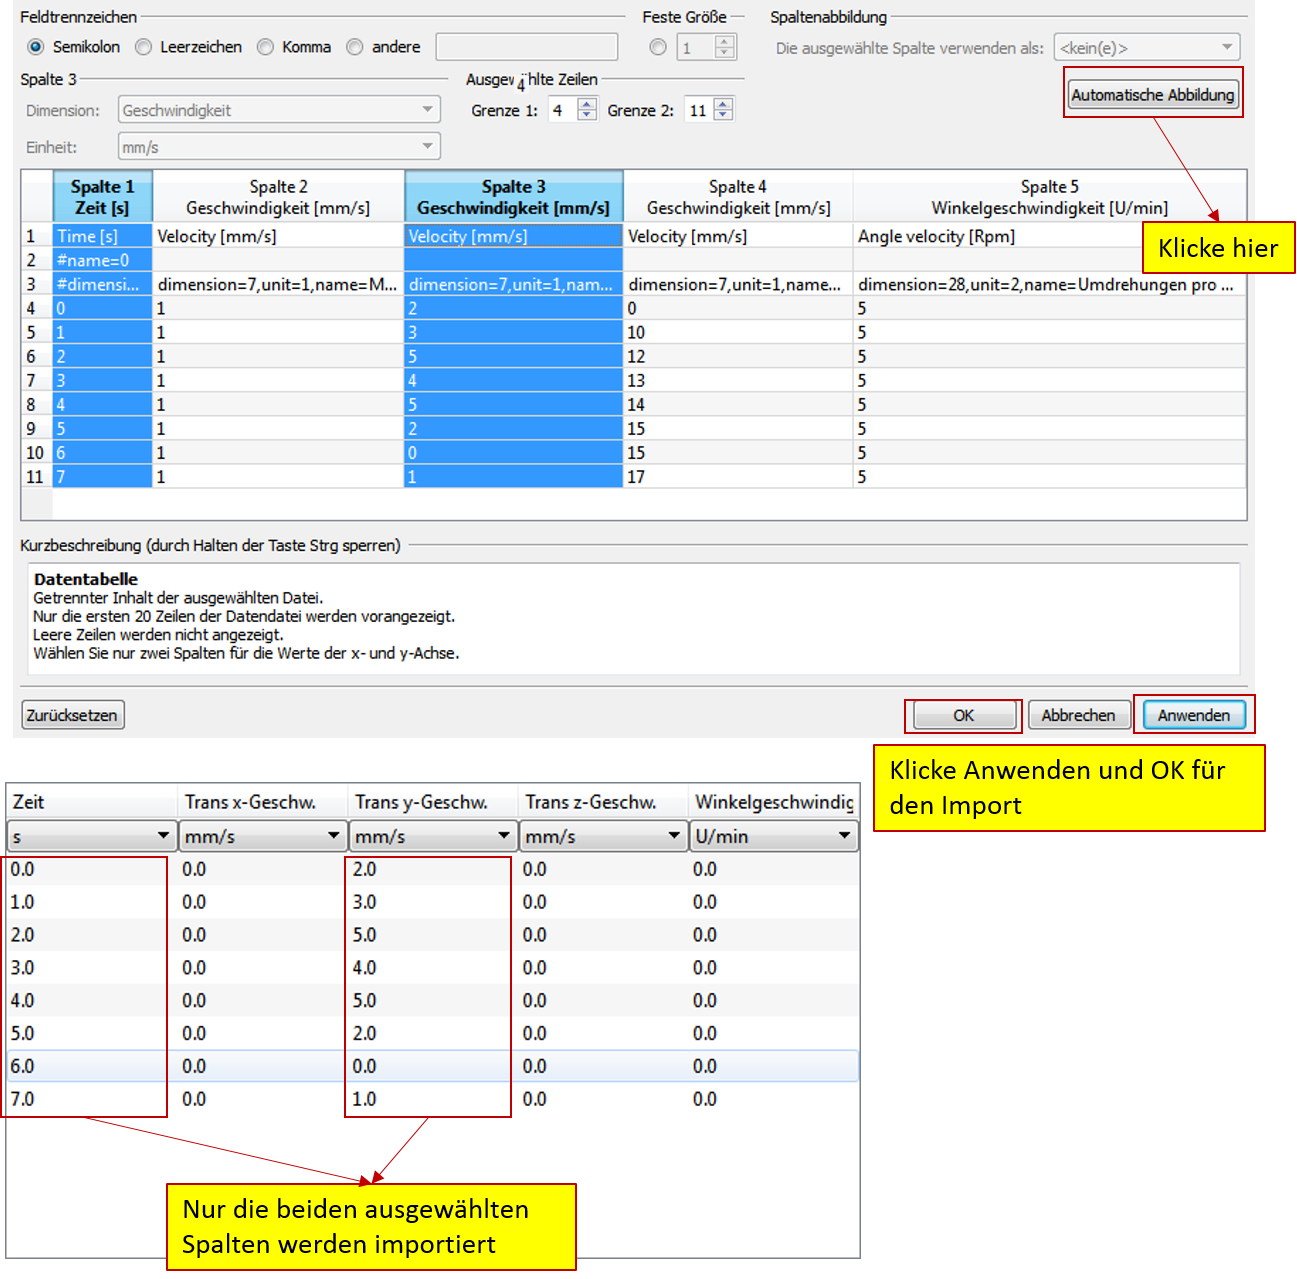 Feldtrennzeichen Feste Größe Spaltenabbildung
Semikolon Leerzeichen Komma andere 1 Die ausgewählte Spalte verwenden als: <kein(e)>
Spalte 3 Ausgewählte Zeilen
4
Dimension: Geschwindigkeit Grenze 1: 4 Grenze 2: 11 Automatische Abbildung
Einheit: mm/s
Spalte 1 Spalte 2 Spalte 3 Spalte 4 Spalte 5
Zeit [s] Geschwindigkeit [mm/s] Geschwindigkeit [mm/s] Geschwindigkeit [mm/s] Winkelgeschwindigkeit [U/min]
1 Time [s] Velocity [mm/s] Velocity [mm/s] Velocity [mm/s] Angle velocity [Rpm]
Klicke hier
2 #name=0
3 #dimensi... dimension=7,unit=1,name=M... dimension=7,unit=1,nam... dimension=7,unit=1,name... dimension=28,unit=2,name=Umdrehungen pro ...
4 0 1 2 0 5
5 1 1 3 10 5
6 2 1 5 12 5
7 3 1 4 13 5
8 4 1 5 14 5
9 5 1 2 15 5
10 6 1 0 15 5
11 7 1 1 17 5
Kurzbeschreibung (durch Halten der Taste Strg sperren)
Datentabelle
Getrennter Inhalt der ausgewählten Datei.
Nur die ersten 20 Zeilen der Datendatei werden vorangezeigt.
Leere Zeilen werden nicht angezeigt.
Wählen Sie nur zwei Spalten für die Werte der x- und y-Achse.
Zurücksetzen OK Abbrechen Anwenden
Klicke Anwenden und OK für
den Import
Zeit Trans x-Geschw. Trans y-Geschw. Trans z-Geschw. Winkelgeschwindig
s mm/s mm/s mm/s U/min
0.0 0.0 2.0 0.0 0.0
1.0 0.0 3.0 0.0 0.0
2.0 0.0 5.0 0.0 0.0
3.0 0.0 4.0 0.0 0.0
4.0 0.0 5.0 0.0 0.0
5.0 0.0 2.0 0.0 0.0
6.0 0.0 0.0 0.0 0.0
7.0 0.0 1.0 0.0 0.0
Nur die beiden ausgewählten
Spalten werden importiert